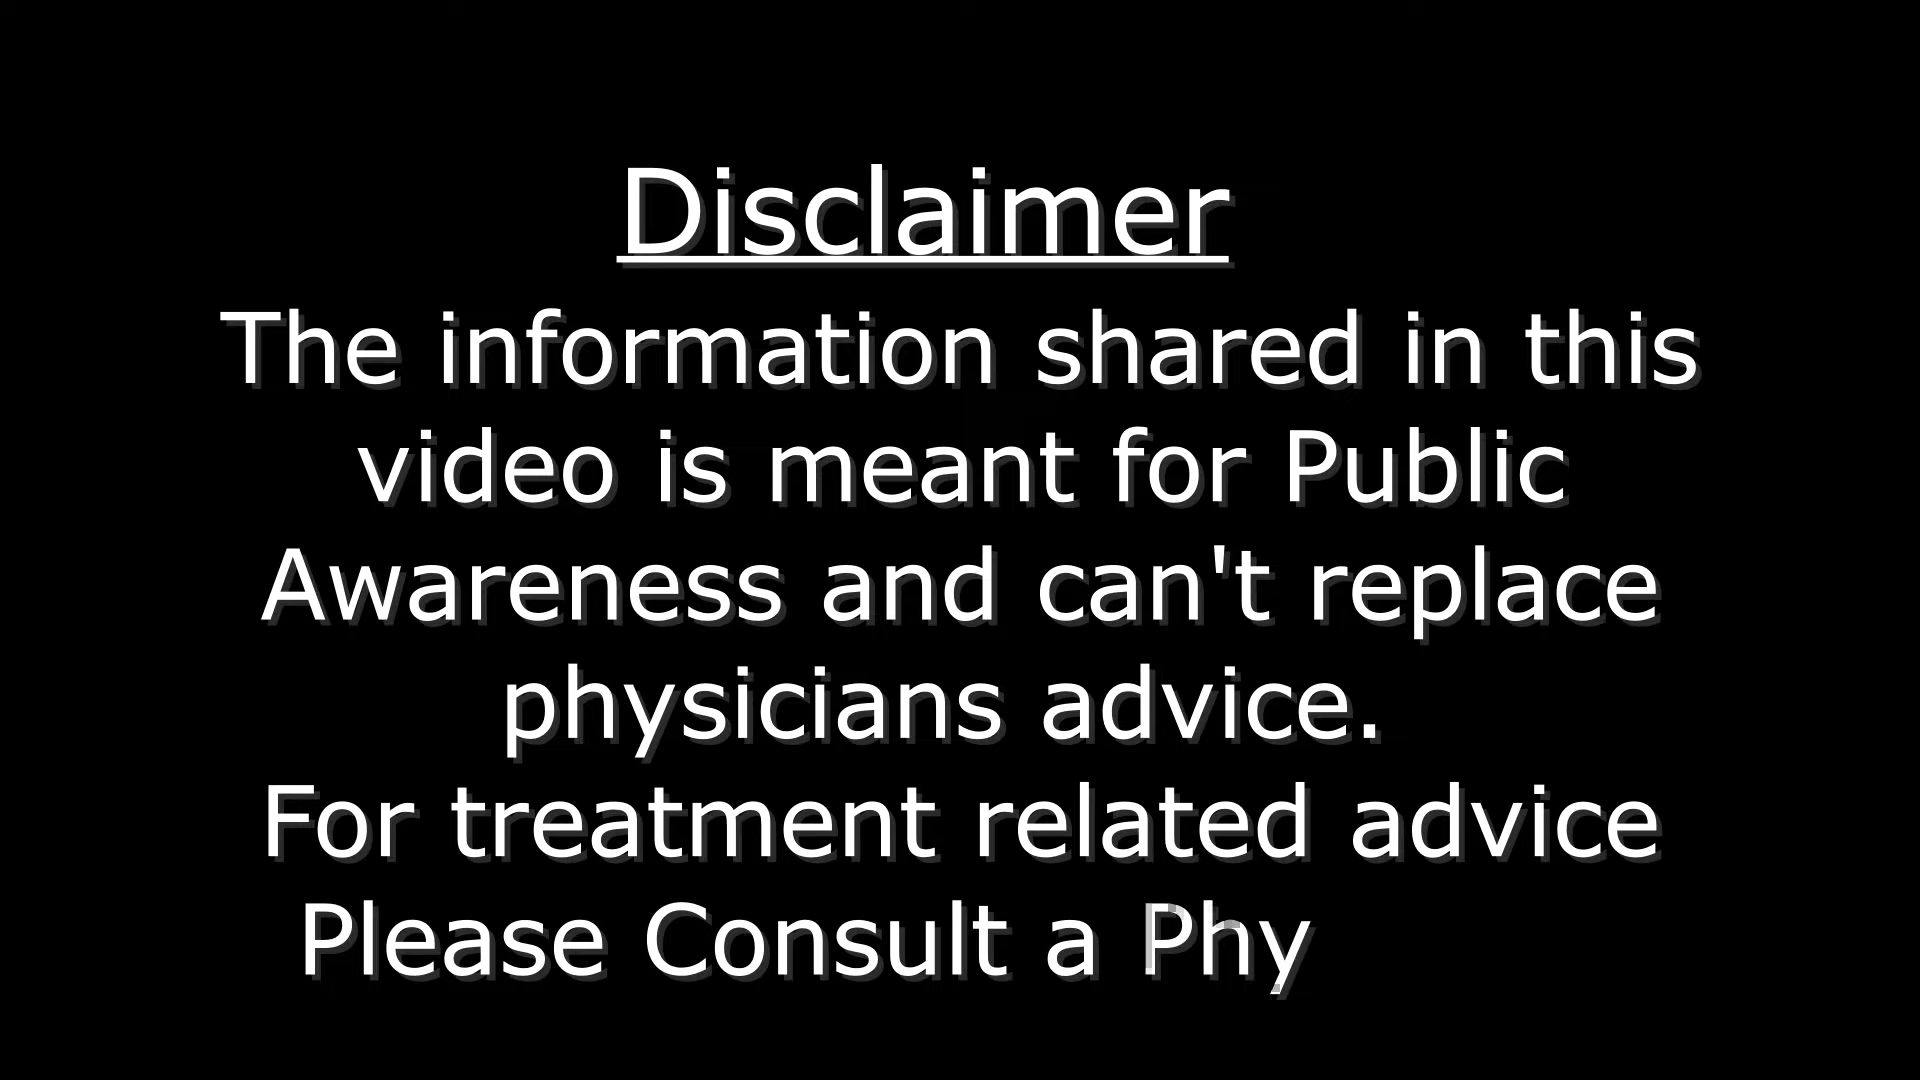 Disclaimer
The information shared in this
video is meant for Public
Awareness and can't replace
physicians advice.
For treatment related advice
Please Consult a Phy